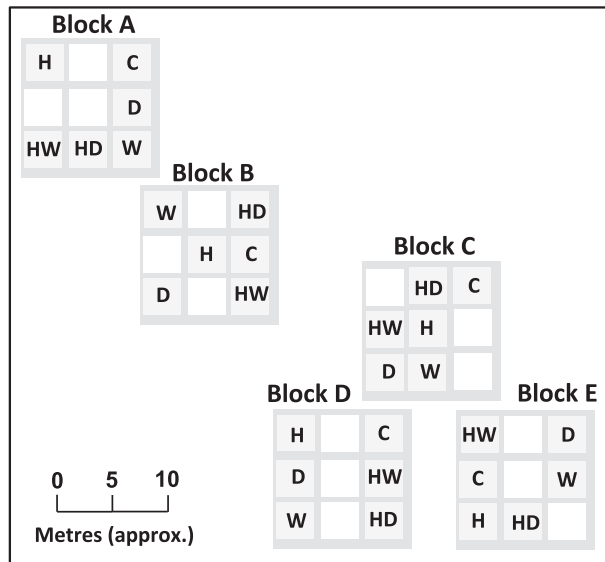 Block A
H C
D
HW HD W
Block B
W HD
H C
D HW
Block C
HD C
HW H
D W
Block D
H C
D HW
W HD
Block E
HW D
C W
H HD
0 5 10
Metres (approx.)